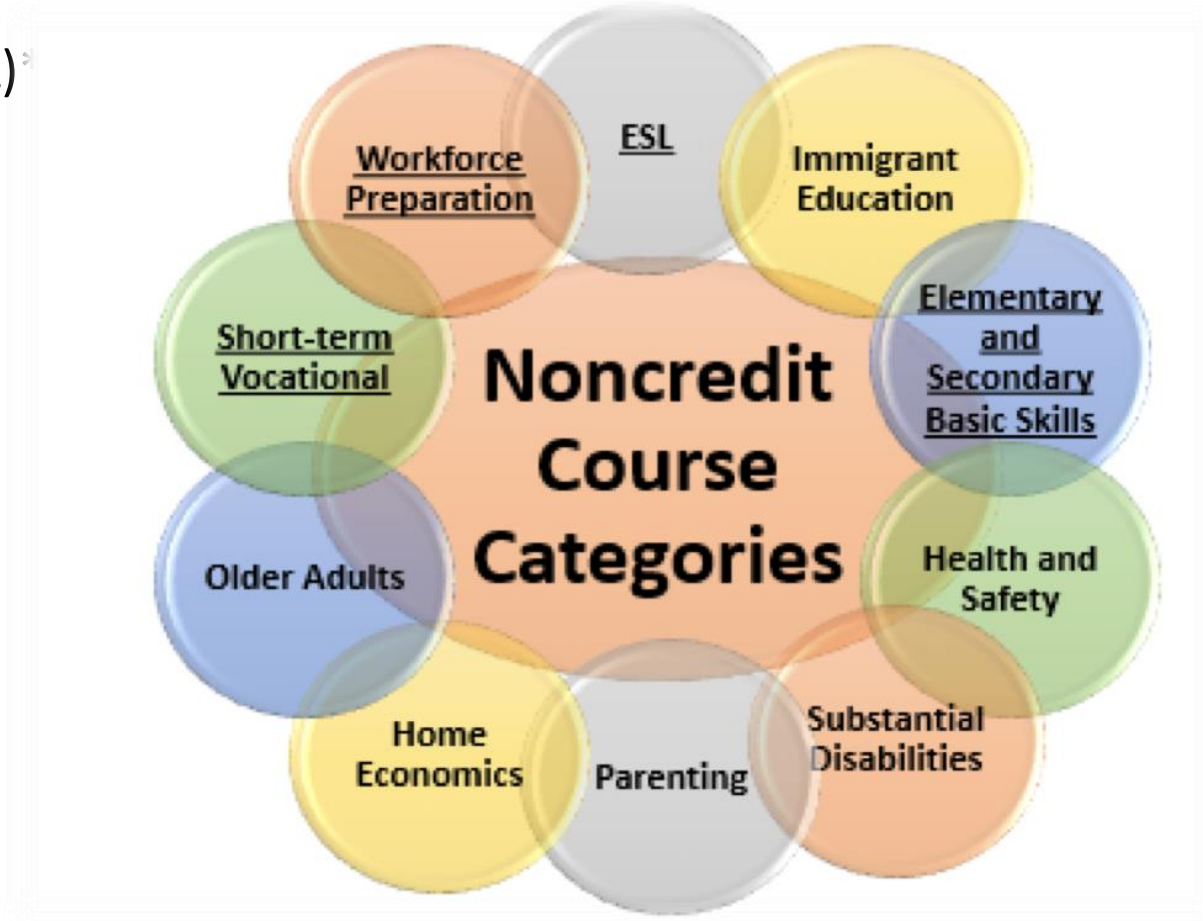 )*
ESL
Immigrant
Education
Elementary
and
Secondary
Basic Skills
Health and
Safety
Substantial
Disabilities
Parenting
Home
Economics
Older Adults
Short-term
Vocational
Workforce
Preparation
Noncredit
Course
Categories